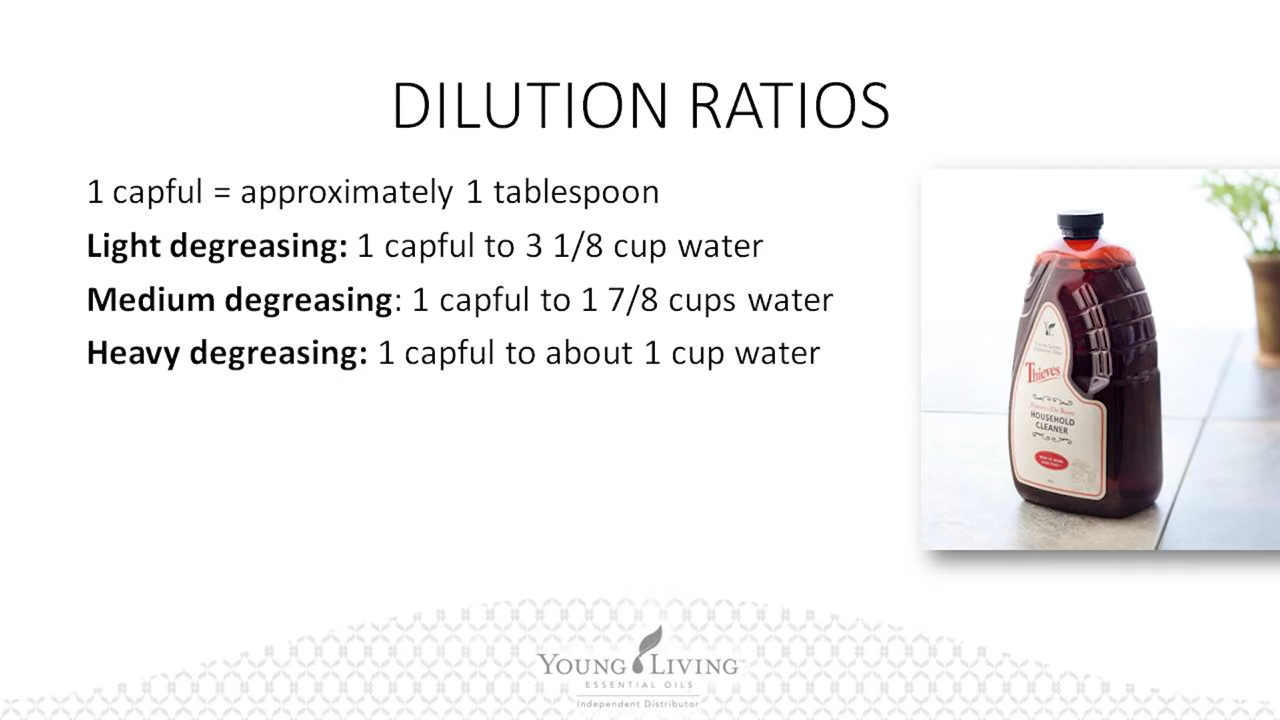 DILUTION RATIOS
1 capful = approximately 1 tablespoon
Light degreasing: 1 capful to 3 1/8 cup water
Medium degreasing: 1 capful to 1 7/8 cups water
Heavy degreasing: 1 capful to about 1 cup water
Thieves
HOUSEHOLD
CLEANER
YOUNG LIVING
ESSENTIAL OILS
Independent Distributor